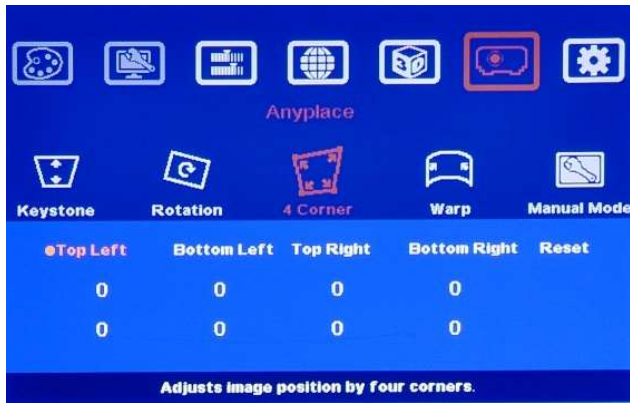 3D
Anyplace
Keystone Rotation 4 Corner Warp Manual Mode
Top Left Bottom Left Top Right Bottom Right Reset
0 0 0 0
0 0 0 0
Adjusts image position by four corners.